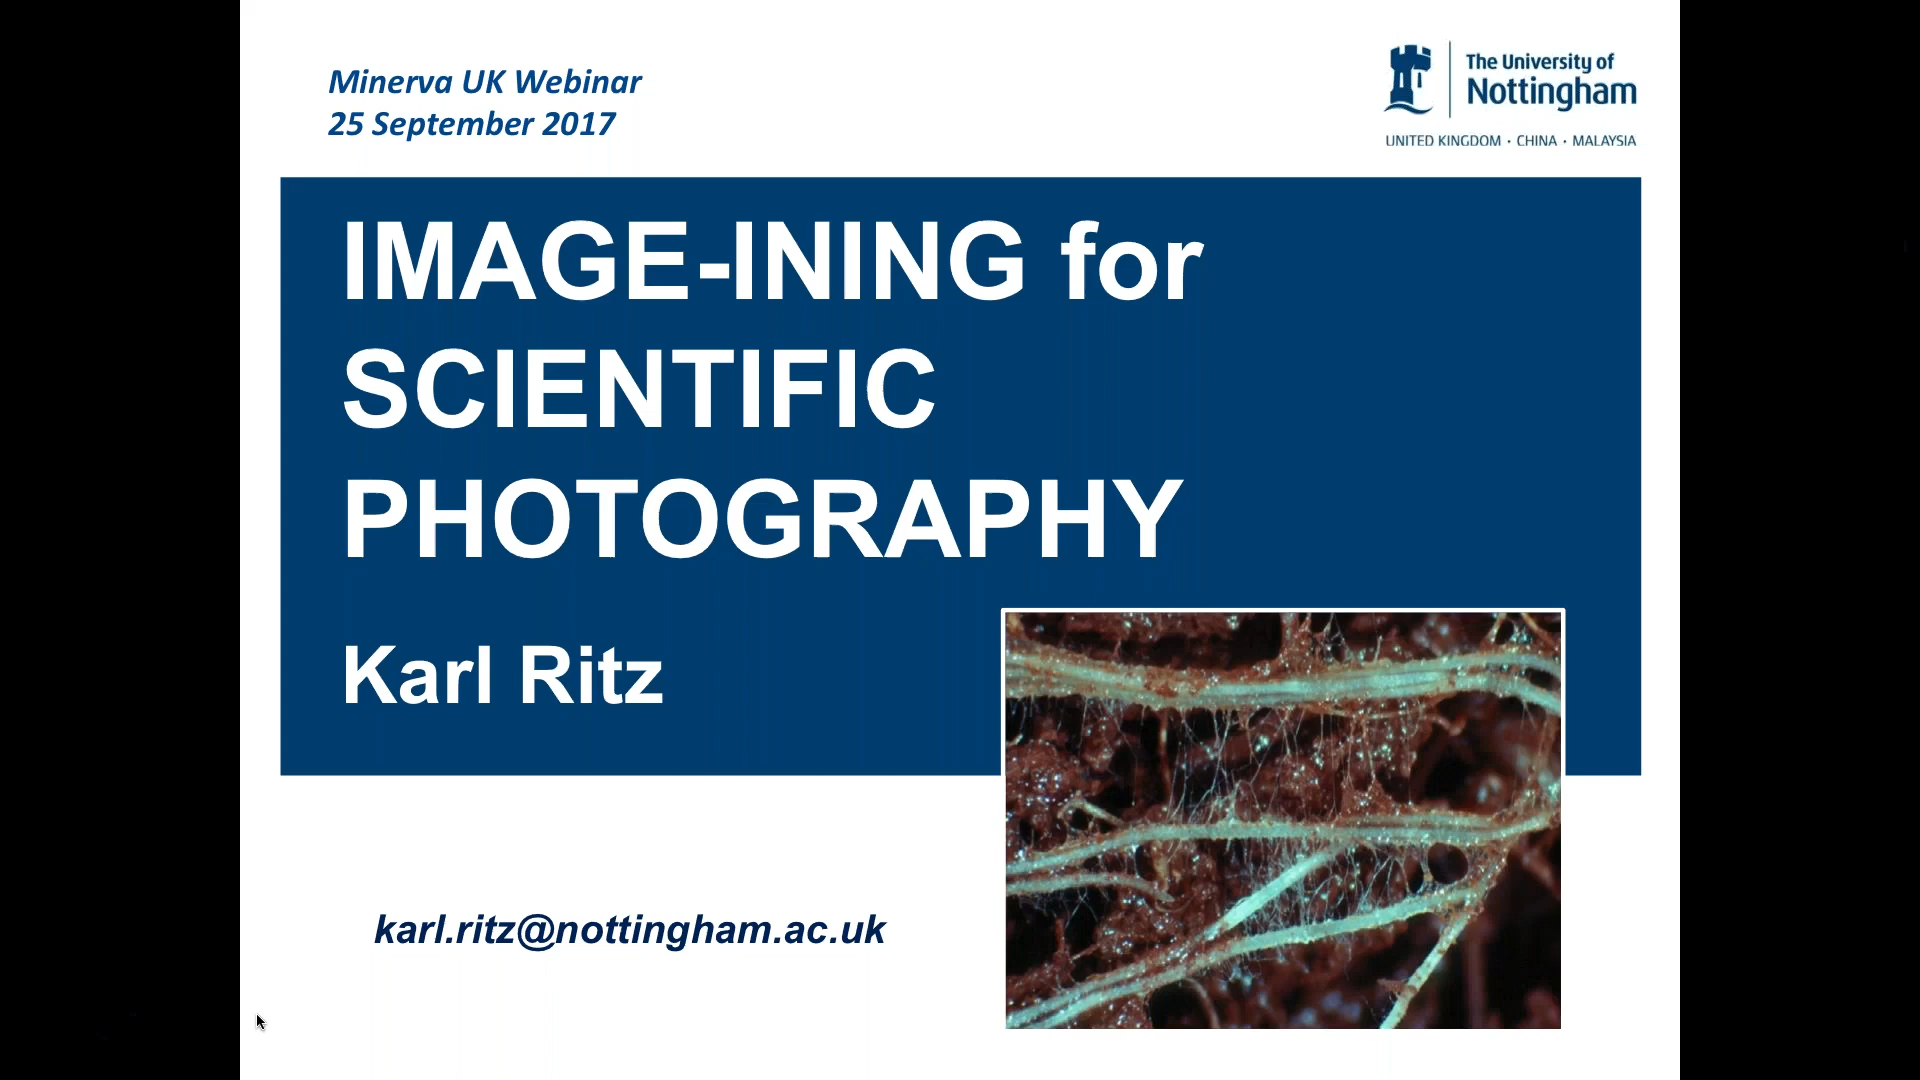 Minerva UK Webinar
25 September 2017
The University of
Nottingham
UNITED KINGDOM · CHINA · MALAYSIA
IMAGE-INING for
SCIENTIFIC
PHOTOGRAPHY
Karl Ritz
karl.ritz@nottingham.ac.uk